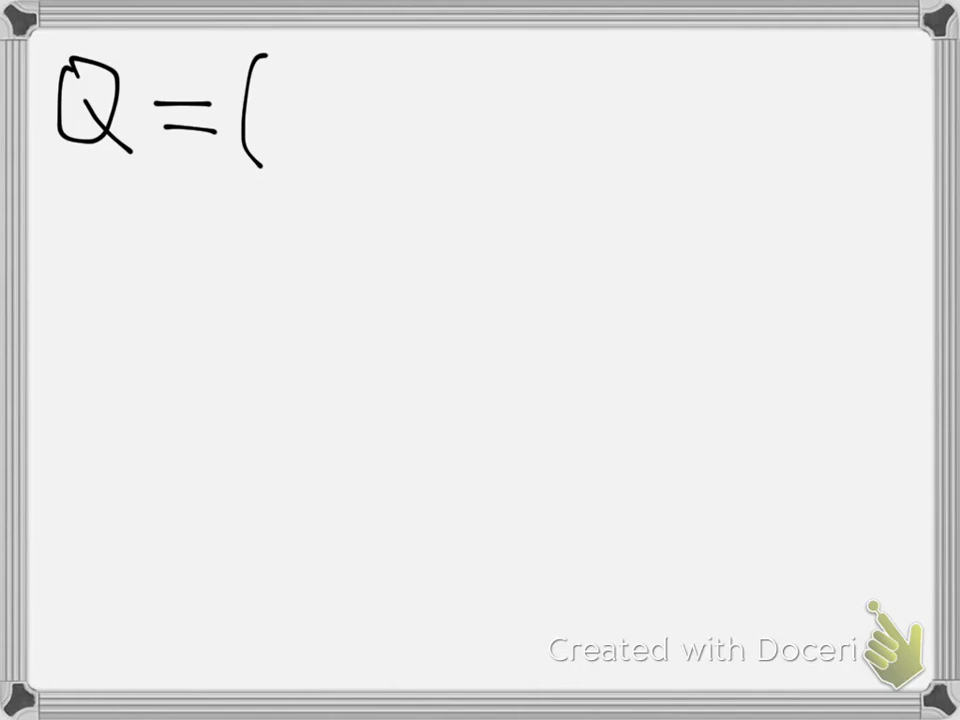 Q = (
Created with Doceri